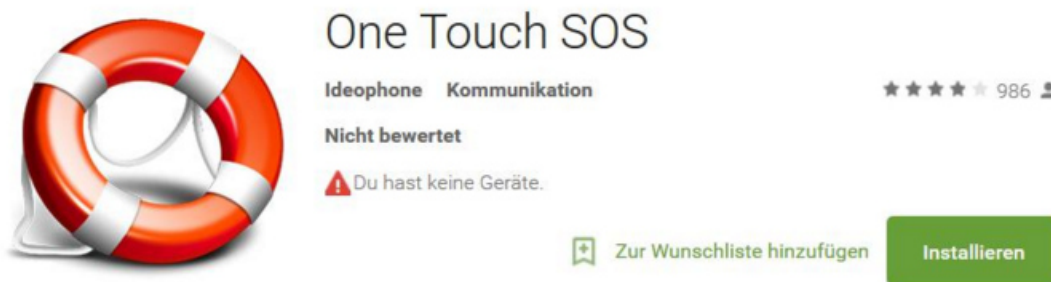 One Touch SOS
Ideophone Kommunikation
986
Nicht bewertet
Du hast keine Geräte.
Zur Wunschliste hinzufügen
Installieren